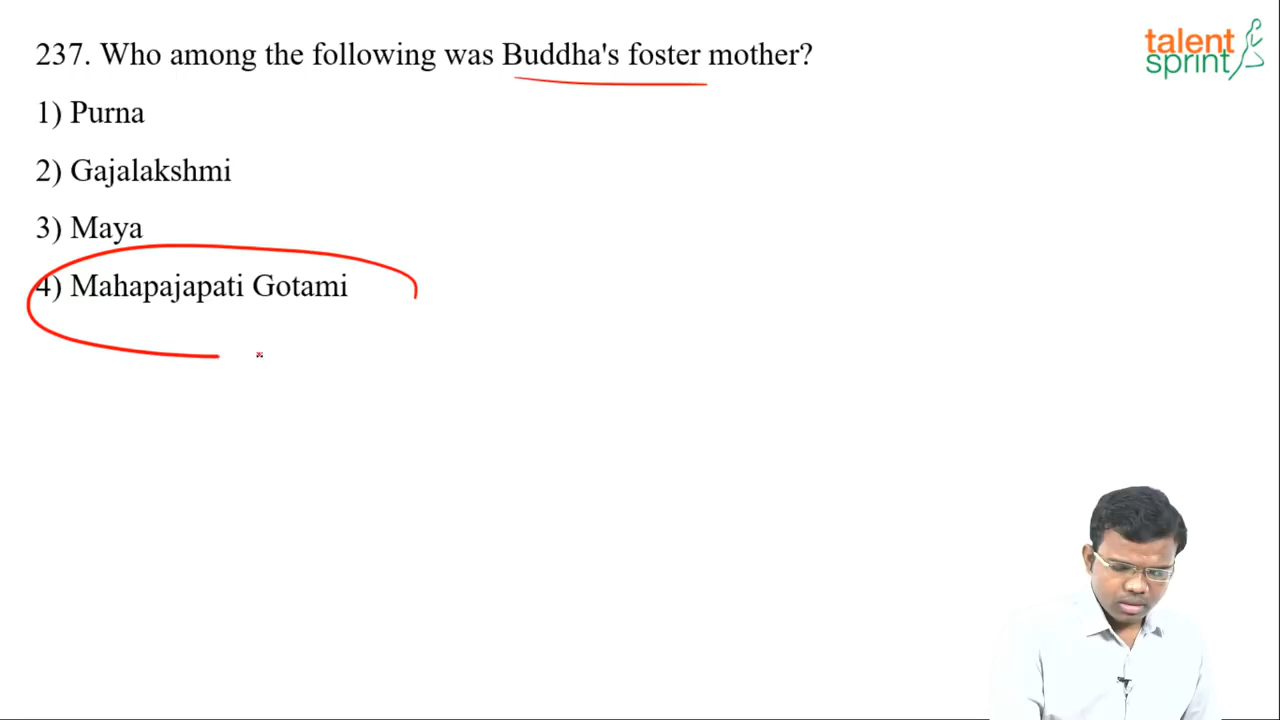 237. Who among the following was Buddha's foster mother?
1) Purna
2) Gajalakshmi
3) Maya
4) Mahapajapati Gotami
talent
sprint